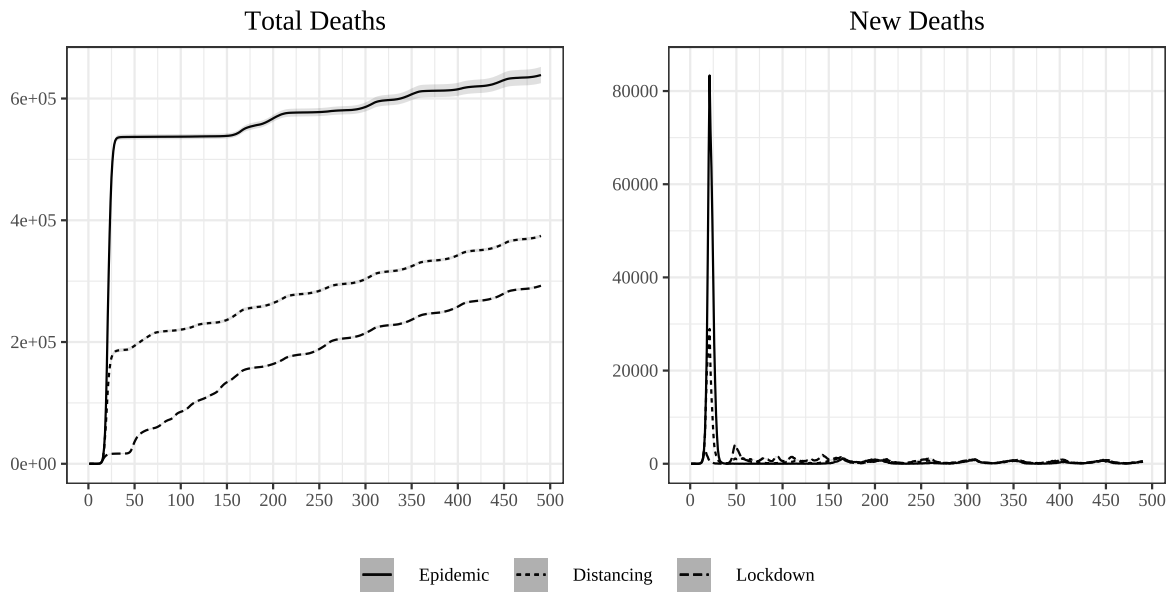 Total Deaths
6e+05
4e+05
2e+05
0e+00
0 50 100 150 200 250 300 350 400 450 500
New Deaths
80000
60000
40000
20000
0
0 50 100 150 200 250 300 350 400 450 500
Epidemic Distancing Lockdown